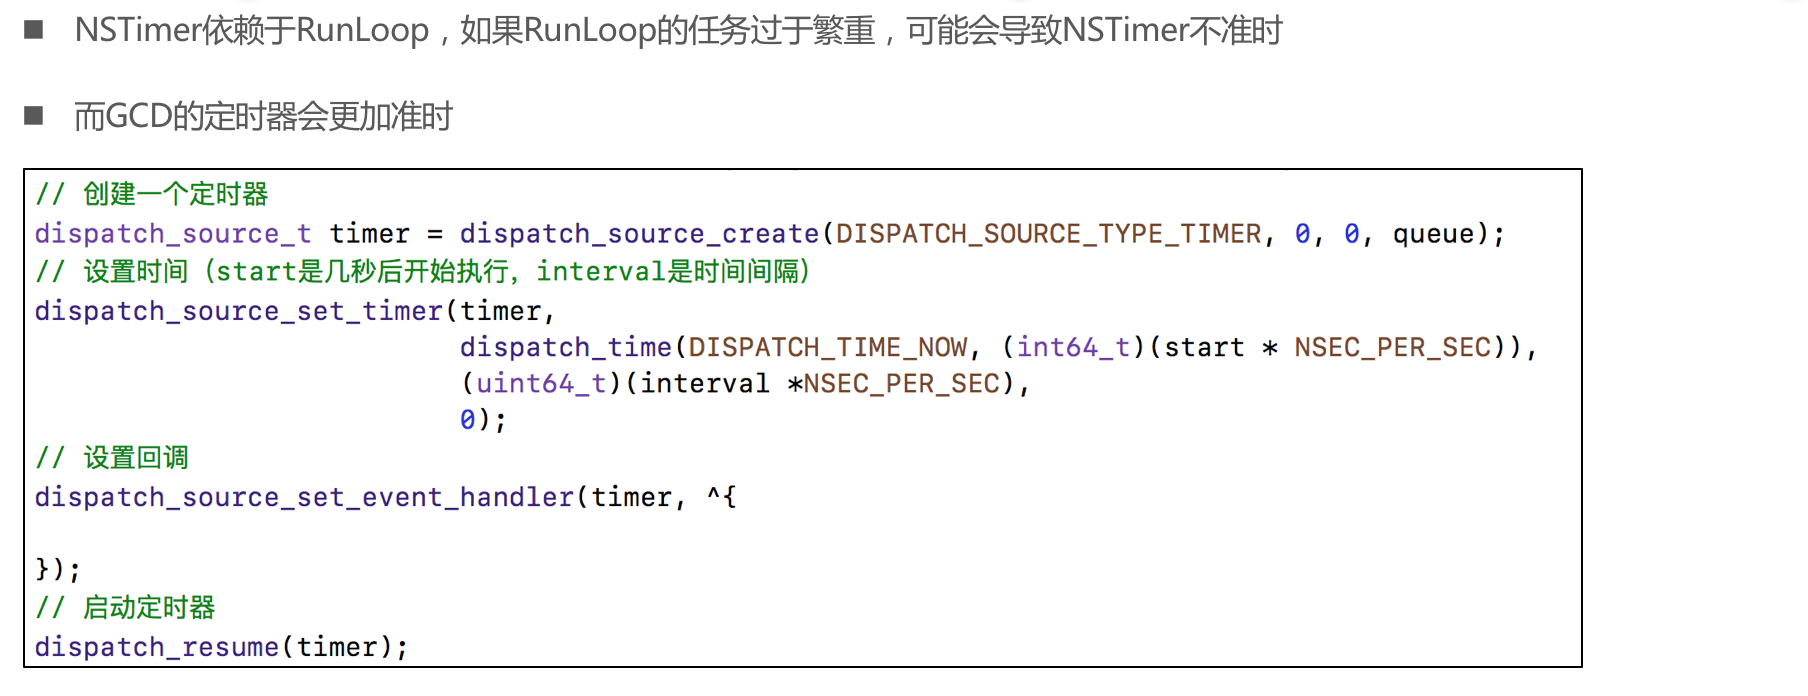 ■ NSTimer依赖于RunLoop，如果RunLoop的任务过于繁重，可能会导致NSTimer不准时
■ 而GCD的定时器会更加准时
// 创建一个定时器
dispatch_source_t timer = dispatch_source_create(DISPATCH_SOURCE_TYPE_TIMER, 0, 0, queue);
// 设置时间（start是几秒后开始执行，interval是时间间隔）
dispatch_source_set_timer(timer,
                          dispatch_time(DISPATCH_TIME_NOW, (int64_t)(start * NSEC_PER_SEC)),
                          (uint64_t)(interval *NSEC_PER_SEC),
                          0);
// 设置回调
dispatch_source_set_event_handler(timer, ^{
});
// 启动定时器
dispatch_resume(timer);